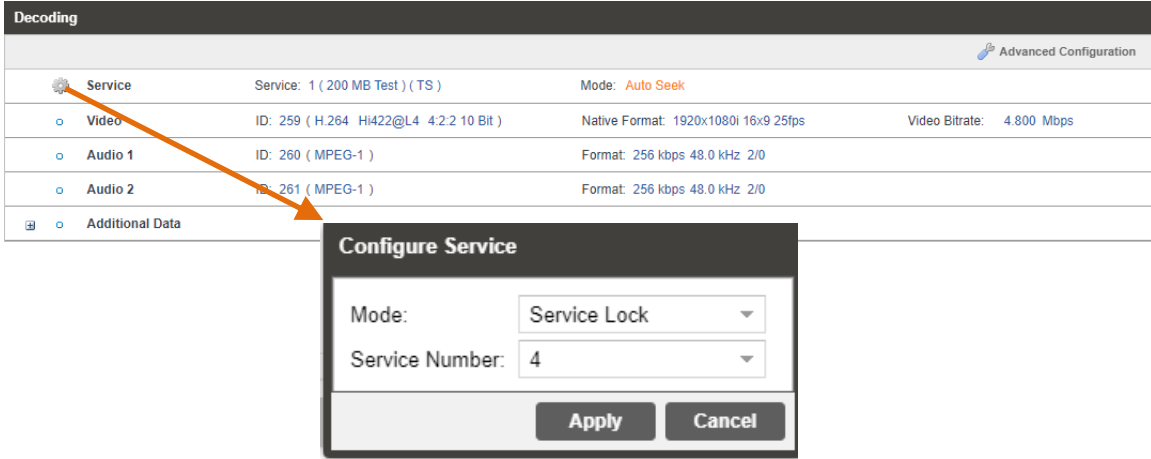 Decoding
Advanced Configuration
Service Service: 1 ( 200 MB Test ) ( TS ) Mode: Auto Seek
Video ID: 259 ( H.264 Hi422@L4 4:2:2 10 Bit ) Native Format: 1920x1080i 16x9 25fps Video Bitrate: 4.800 Mbps
Audio 1 ID: 260 ( MPEG-1 ) Format: 256 kbps 48.0 kHz 2/0
Audio 2 ID: 261 ( MPEG-1 ) Format: 256 kbps 48.0 kHz 2/0
Additional Data
Configure Service
Mode: Service Lock
Service Number: 4
Apply Cancel